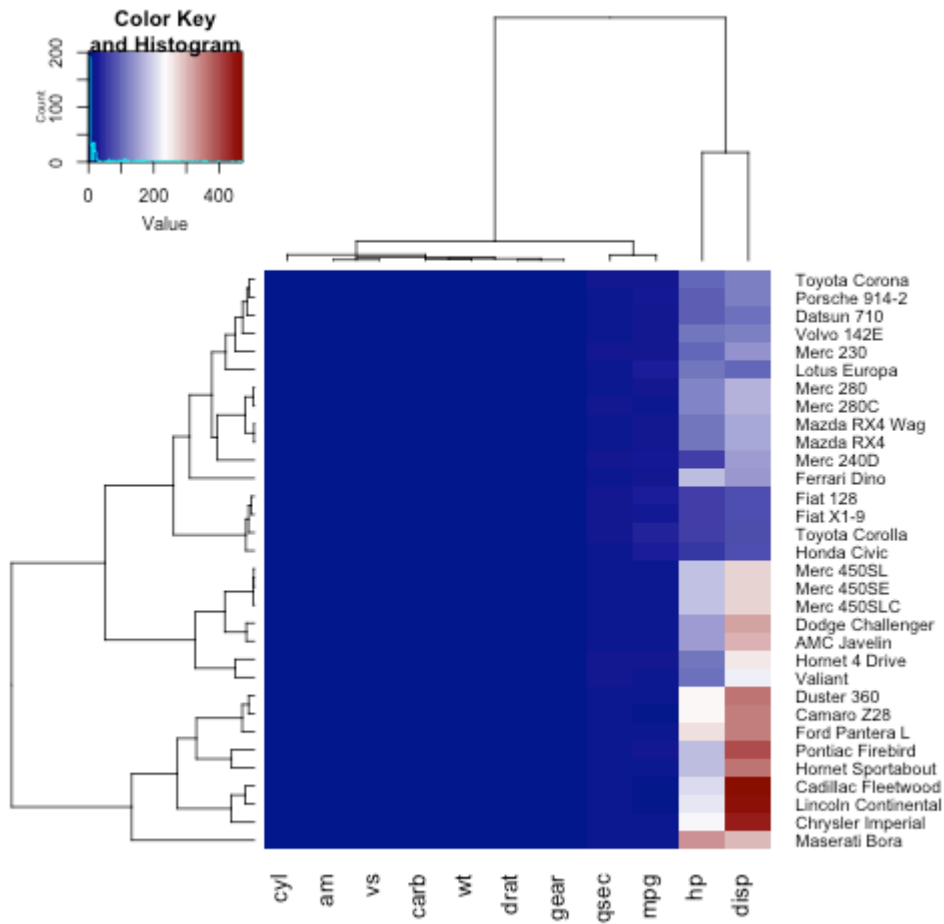 Color Key
and Histogram
Count
0
100
200
0
200
400
Value
Toyota Corona
Porsche 914-2
Datsun 710
Volvo 142E
Merc 230
Lotus Europa
Merc 280
Merc 280C
Mazda RX4 Wag
Mazda RX4
Merc 240D
Ferrari Dino
Fiat 128
Fiat X1-9
Toyota Corolla
Honda Civic
Merc 450SL
Merc 450SE
Merc 450SLC
Dodge Challenger
AMC Javelin
Hornet 4 Drive
Valiant
Duster 360
Camaro Z28
Ford Pantera L
Pontiac Firebird
Hornet Sportabout
Cadillac Fleetwood
Lincoln Continental
Chrysler Imperial
Maserati Bora
cyl
am
vs
carb
wt
drat
gear
qsec
mpg
hp
disp